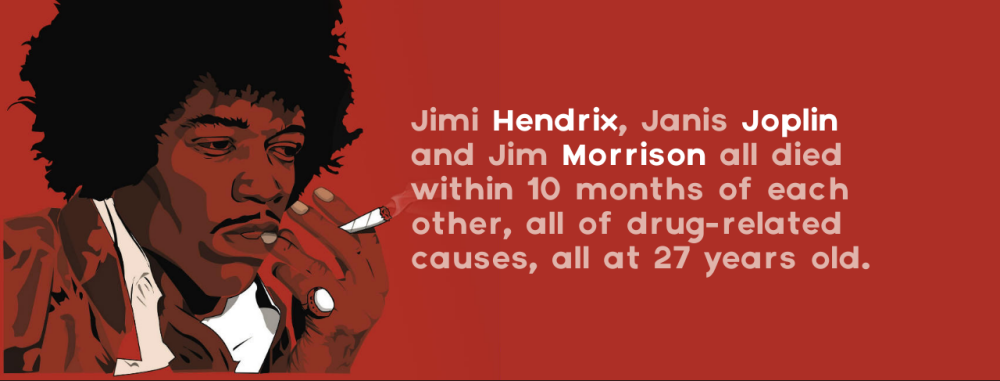 Jimi Hendrix, Janis Joplin
and Jim Morrison all died
within 10 months of each
other, all of drug-related
causes, all at 27 years old.